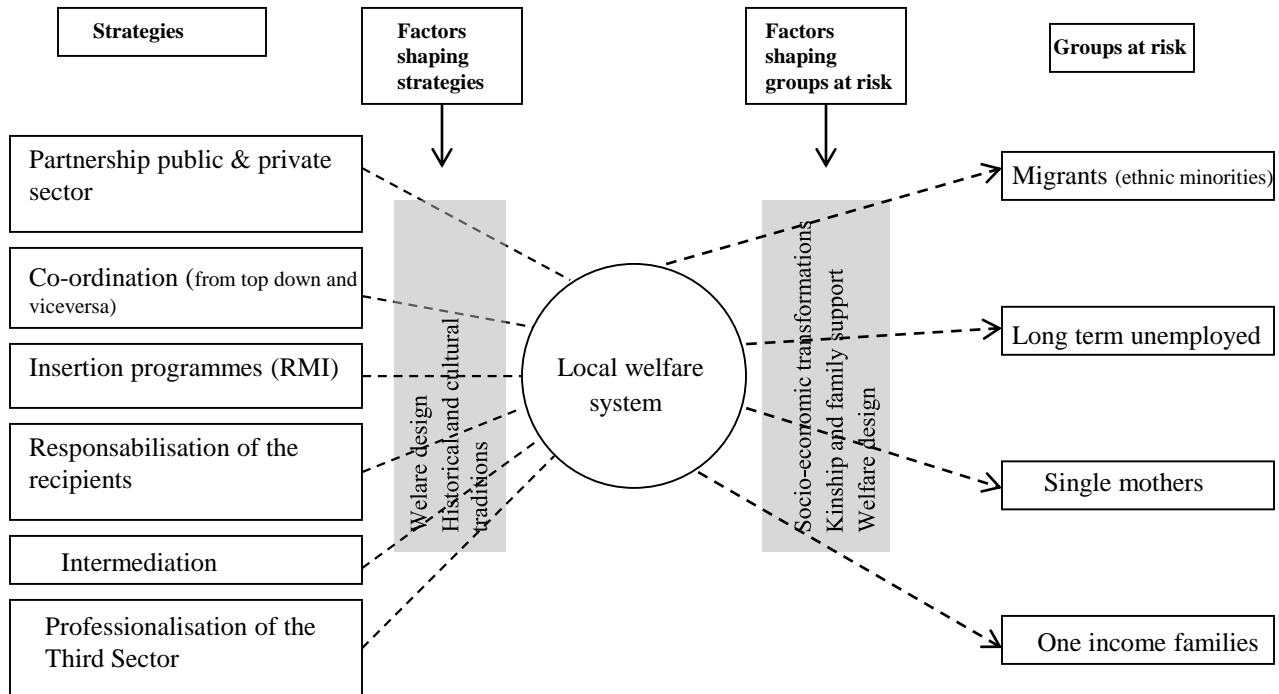 Strategies
Factors
shaping
strategies
Factors
shaping
groups at risk
Groups at risk
Partnership public & private
sector
Co-ordination (from top down and
viceversa)
Insertion programmes (RMI)
Responsabilisation of the
recipients
Intermediation
Professionalisation of the
Third Sector
Welare design
Historical and cultural
traditions
Local welfare
system
Socio-economic transformations
Kinship and family support
Welfare design
Migrants (ethnic minorities)
Long term unemployed
Single mothers
One income families